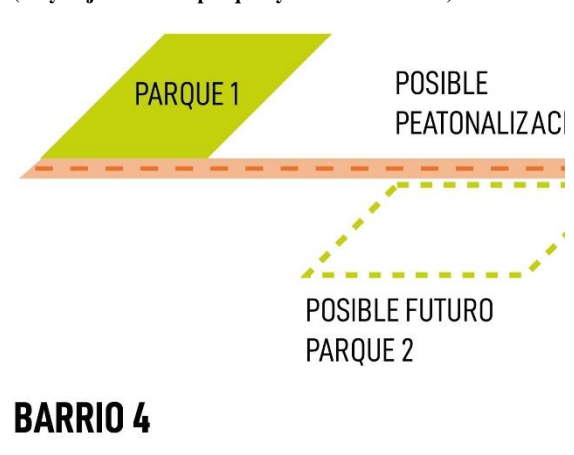 PARQUE 1
POSIBLE
PEATONALIZACI
POSIBLE FUTURO
PARQUE 2
BARRIO 4